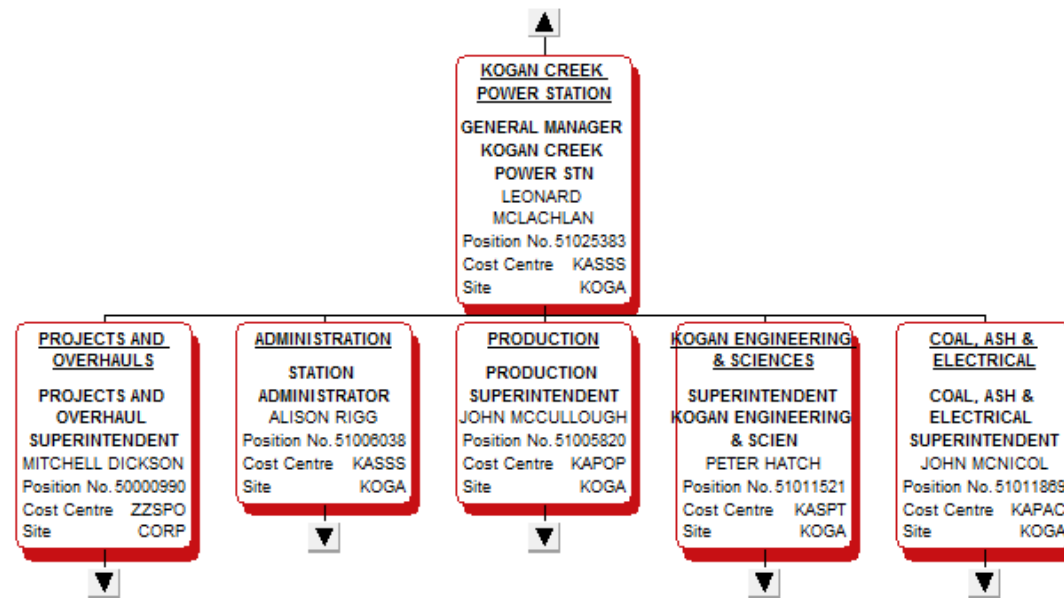 KOGAN CREEK
POWER STATION
GENERAL MANAGER
KOGAN CREEK
POWER STN
LEONARD
MCLACHLAN
Position No. 51025383
Cost Centre KASSS
Site KOGA
PROJECTS AND
OVERHAULS
PROJECTS AND
OVERHAUL
SUPERINTENDENT
MITCHELL DICKSON
Position No. 50000990
Cost Centre ZZSPO
Site CORP
ADMINISTRATION
STATION
ADMINISTRATOR
ALISON RIGG
Position No. 51006038
Cost Centre KASSS
Site KOGA
PRODUCTION
PRODUCTION
SUPERINTENDENT
JOHN MCCULLOUGH
Position No. 51005820
Cost Centre KAPOP
Site KOGA
KOGAN ENGINEERING
& SCIENCES
SUPERINTENDENT
KOGAN ENGINEERING
& SCIEN
PETER HATCH
Position No. 51011521
Cost Centre KASPT
Site KOGA
COAL, ASH &
ELECTRICAL
COAL, ASH &
ELECTRICAL
SUPERINTENDENT
JOHN MCNICOL
Position No. 51011869
Cost Centre KAPAC
Site KOGA